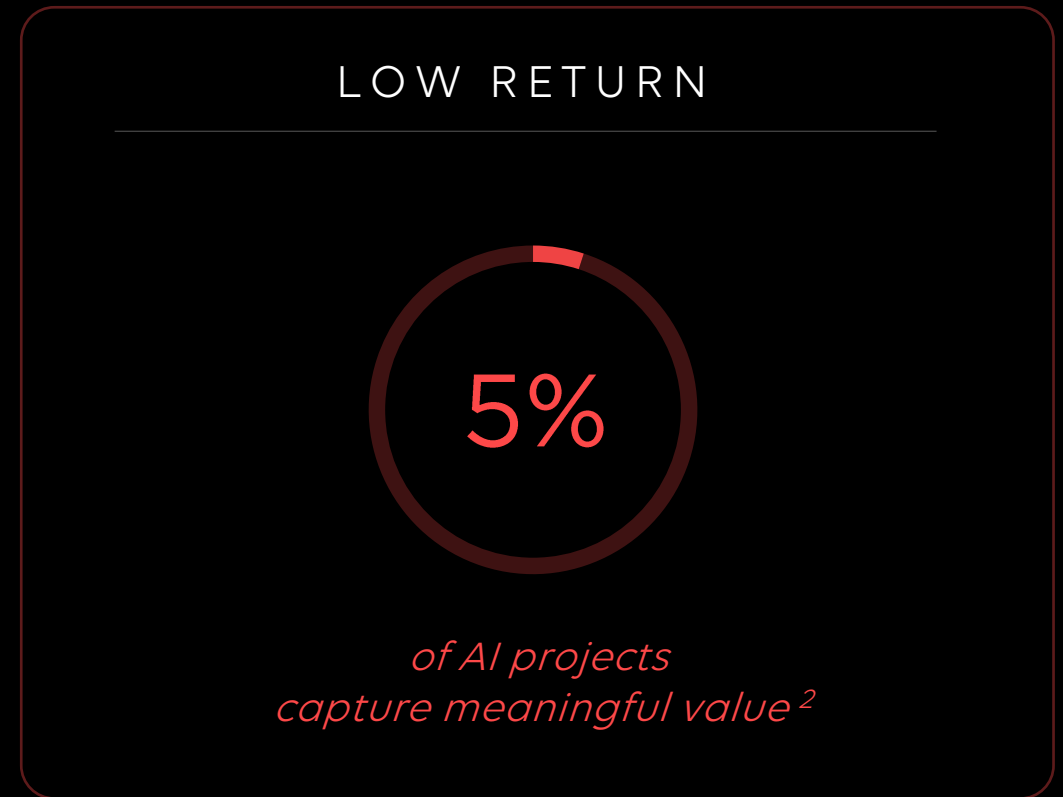 LOW RETURN
5%
of AI projects
capture meaningful value ²